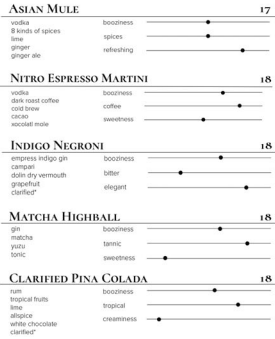 Asian Mule 17
vodka booziness
8 kinds of spices
lime spices
ginger
ginger ale refreshing
Nitro Espresso Martini 18
vodka booziness
dark roast coffee
cold brew coffee
cacao
xocolatl mole sweetness
Indigo Negroni 18
empress indigo gin booziness
campari
dolin dry vermouth bitter
grapefruit
clarified* elegant
Matcha Highball 18
gin booziness
matcha
yuzu tannic
tonic sweetness
Clarified Pina Colada 18
rum booziness
tropical fruits
lime tropical
allspice
white chocolate creaminess
clarified*